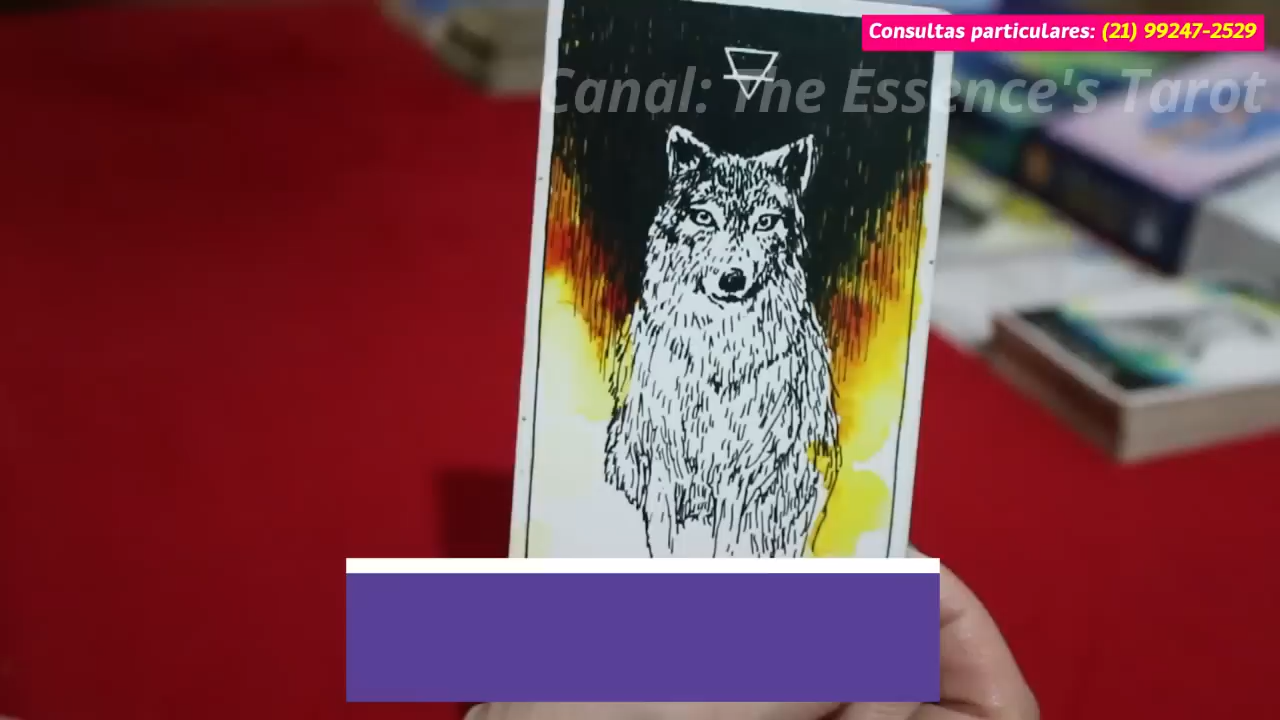 Consultas particulares: (21) 99247-2529
Canal: The Essence's Tarot